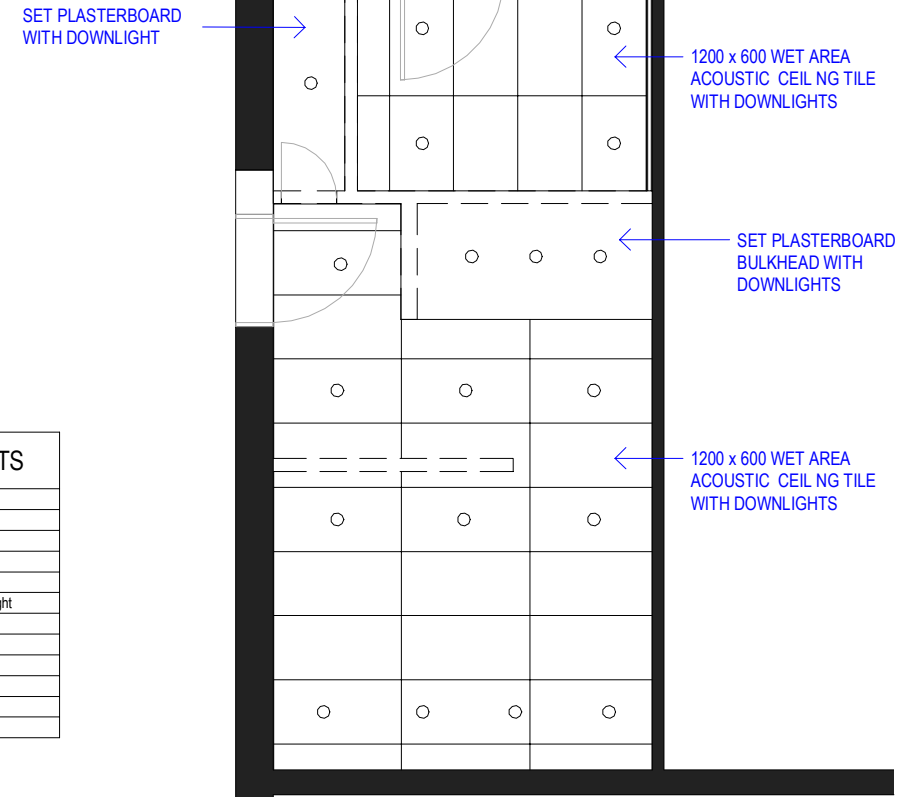 SET PLASTERBOARD
WITH DOWNLIGHT
1200 x 600 WET AREA
ACOUSTIC CEIL NG TILE
WITH DOWNLIGHTS
SET PLASTERBOARD
BULKHEAD WITH
DOWNLIGHTS
1200 x 600 WET AREA
ACOUSTIC CEIL NG TILE
WITH DOWNLIGHTS
TS
ght